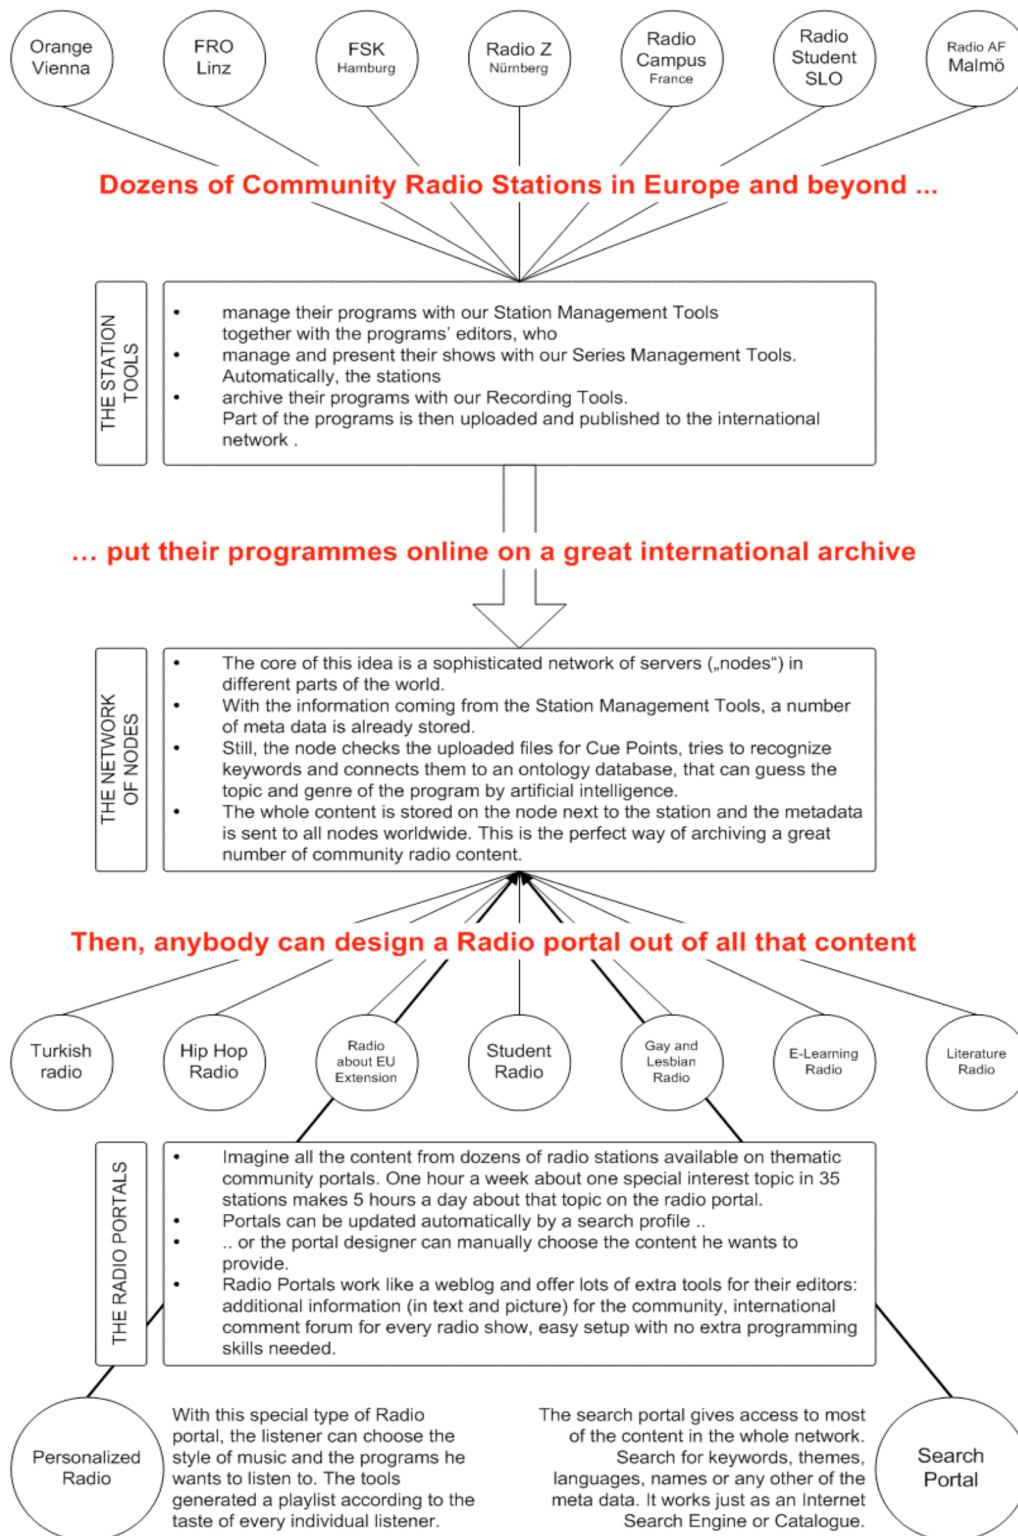 Orange
Vienna
FRO
Linz
FSK
Hamburg
Radio Z
Nürnberg
Radio
Campus
France
Radio
Student
SLO
Radio AF
Malmö
Dozens of Community Radio Stations in Europe and beyond ...
THE STATION
TOOLS
• manage their programs with our Station Management Tools
together with the programs’ editors, who
• manage and present their shows with our Series Management Tools.
Automatically, the stations
• archive their programs with our Recording Tools.
Part of the programs is then uploaded and published to the international
network .
... put their programmes online on a great international archive
THE NETWORK
OF NODES
• The core of this idea is a sophisticated network of servers („nodes“) in
different parts of the world.
• With the information coming from the Station Management Tools, a number
of meta data is already stored.
• Still, the node checks the uploaded files for Cue Points, tries to recognize
keywords and connects them to an ontology database, that can guess the
topic and genre of the program by artificial intelligence.
• The whole content is stored on the node next to the station and the metadata
is sent to all nodes worldwide. This is the perfect way of archiving a great
number of community radio content.
Then, anybody can design a Radio portal out of all that content
Turkish
radio
Hip Hop
Radio
Radio
about EU
Extension
Student
Radio
Gay and
Lesbian
Radio
E-Learning
Radio
Literature
Radio
THE RADIO PORTALS
• Imagine all the content from dozens of radio stations available on thematic
community portals. One hour a week about one special interest topic in 35
stations makes 5 hours a day about that topic on the radio portal.
• Portals can be updated automatically by a search profile ..
• .. or the portal designer can manually choose the content he wants to
provide.
• Radio Portals work like a weblog and offer lots of extra tools for their editors:
additional information (in text and picture) for the community, international
comment forum for every radio show, easy setup with no extra programming
skills needed.
Personalized
Radio
With this special type of Radio
portal, the listener can choose the
style of music and the programs he
wants to listen to. The tools
generated a playlist according to the
taste of every individual listener.
The search portal gives access to most
of the content in the whole network.
Search for keywords, themes,
languages, names or any other of the
meta data. It works just as an Internet
Search Engine or Catalogue.
Search
Portal